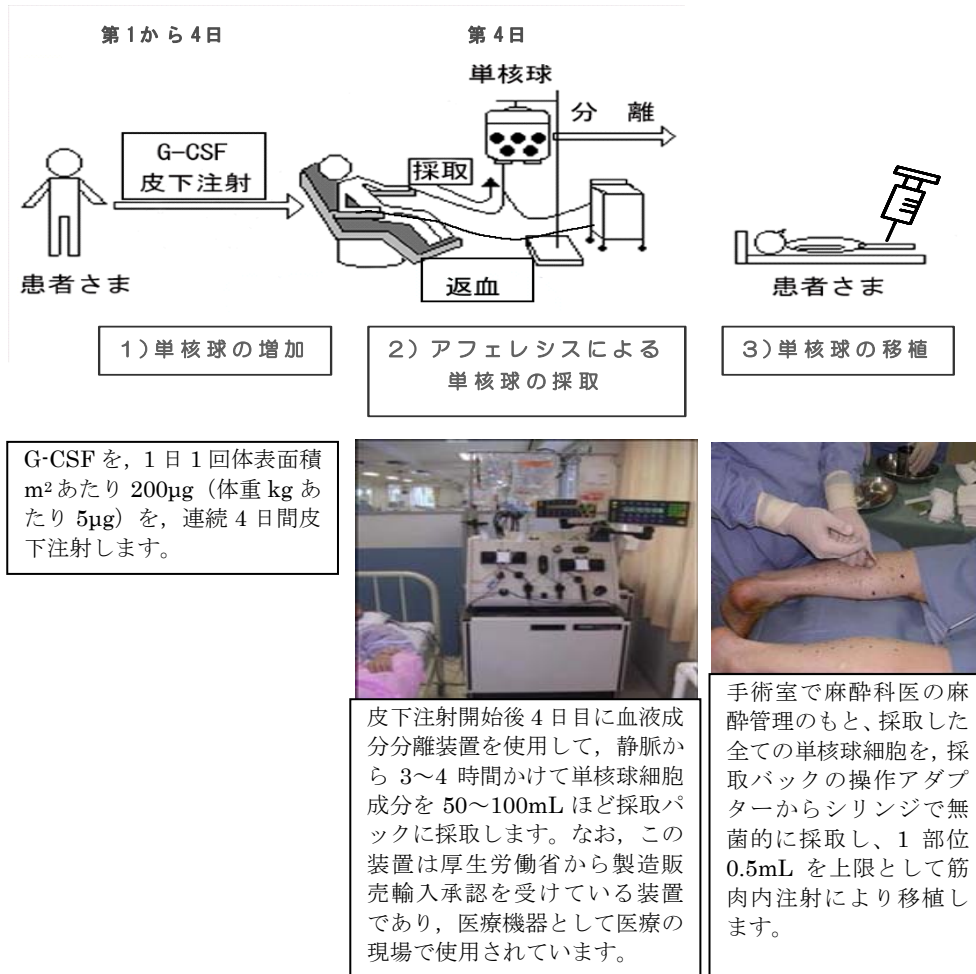 第1から4日
第4日
単核球
分 離
G-CSF
皮下注射
採取
返血
患者さま
患者さま
1)単核球の増加
2)アフェレシスによる
単核球の採取
3)単核球の移植
G-CSF を，1 日 1 回体表面積
m²あたり 200μg（体重 kg あ
たり 5μg）を，連続 4 日間皮
下注射します。
皮下注射開始後 4 日目に血液成
分分離装置を使用して，静脈か
ら 3～4 時間かけて単核球細胞
成分を 50～100mL ほど採取パ
ックに採取します。なお，この
装置は厚生労働省から製造販
売輸入承認を受けている装置
であり，医療機器として医療の
現場で使用されています。
手術室で麻酔科医の麻
酔管理のもと、採取した
全ての単核球細胞を，採
取バックの操作アダプ
ターからシリンジで無
菌的に採取し、1 部位
0.5mL を上限として筋
肉内注射により移植し
ます。